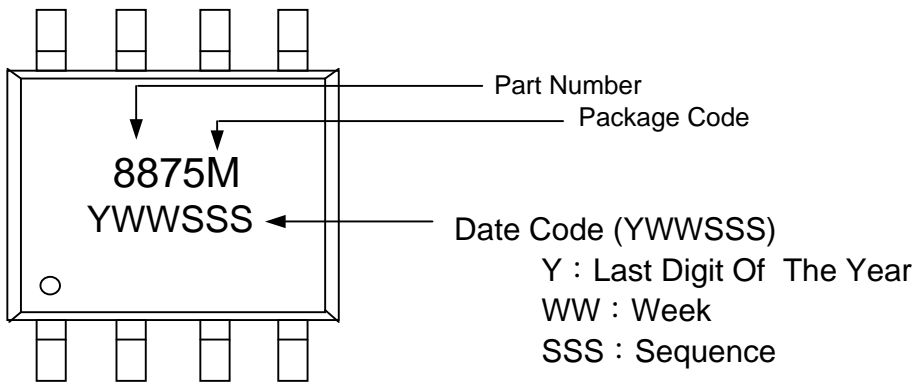 Part Number
Package Code
8875M
YWWSSS
Date Code (YWWSSS)
Y：Last Digit Of The Year
WW：Week
SSS：Sequence